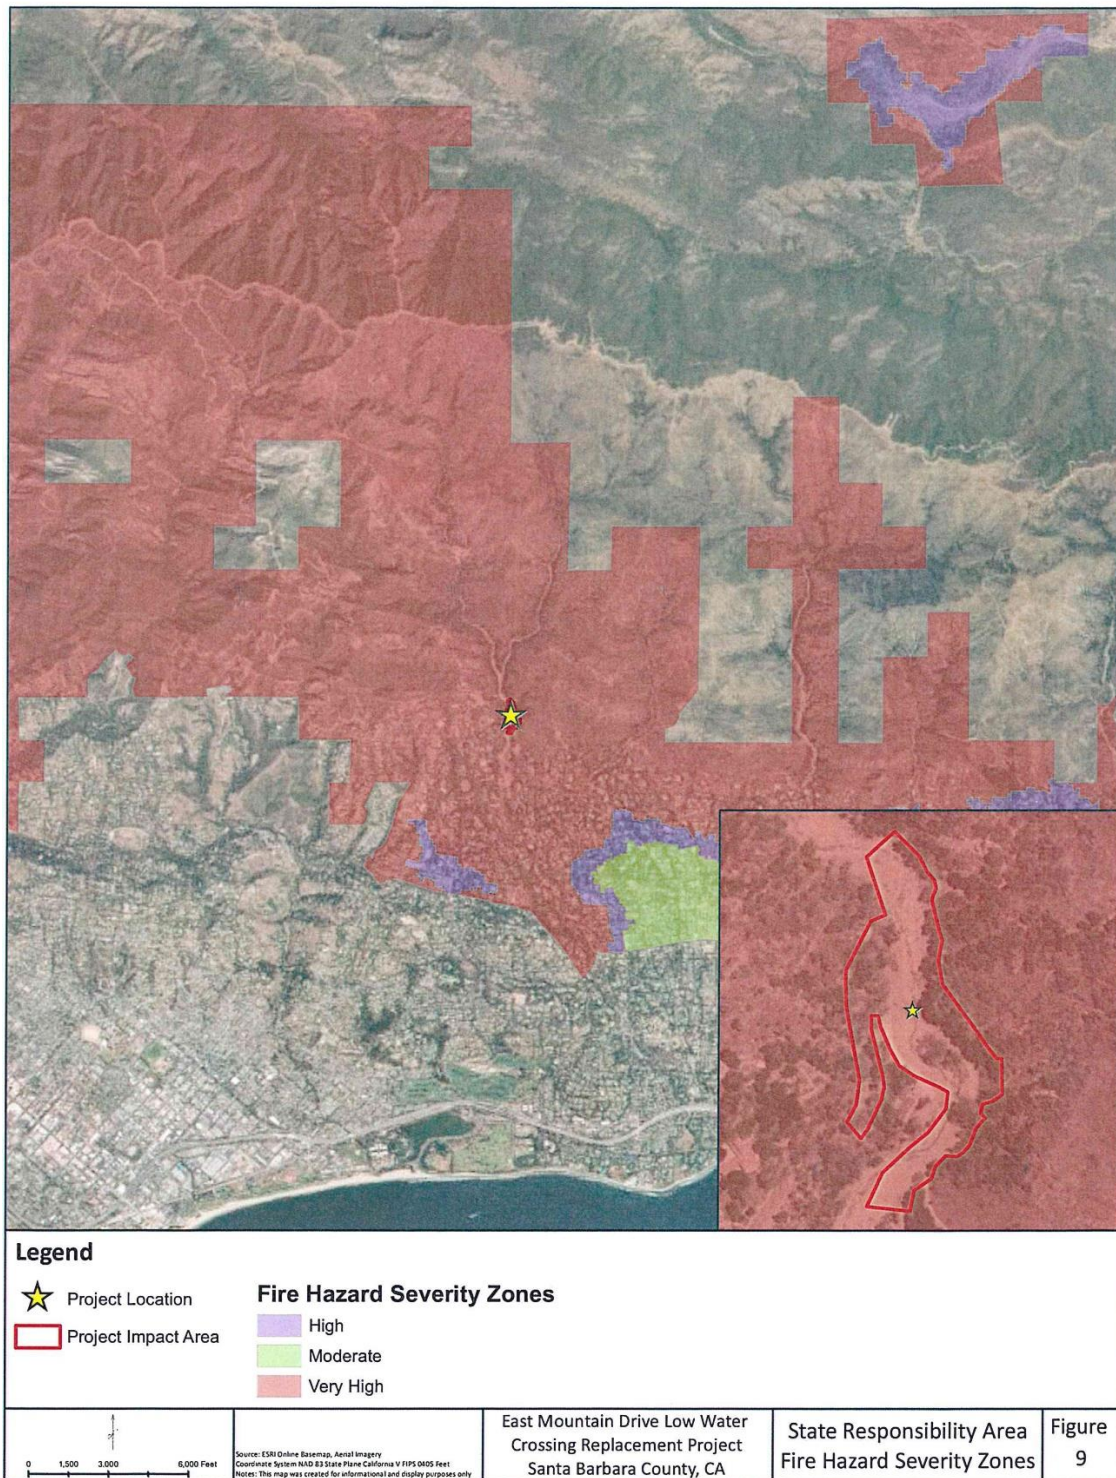 Legend
Project Location
Project Impact Area
Fire Hazard Severity Zones
High
Moderate
Very High
0 1,500 3,000 6,000 Feet
Source: ESRI Online Basemap, Aerial Imagery
Coordinate System NAD 83 State Plane California V FIPS 0405 Feet
Notes: This map was created for informational and display purposes only
East Mountain Drive Low Water
Crossing Replacement Project
Santa Barbara County, CA
State Responsibility Area
Fire Hazard Severity Zones
Figure
9